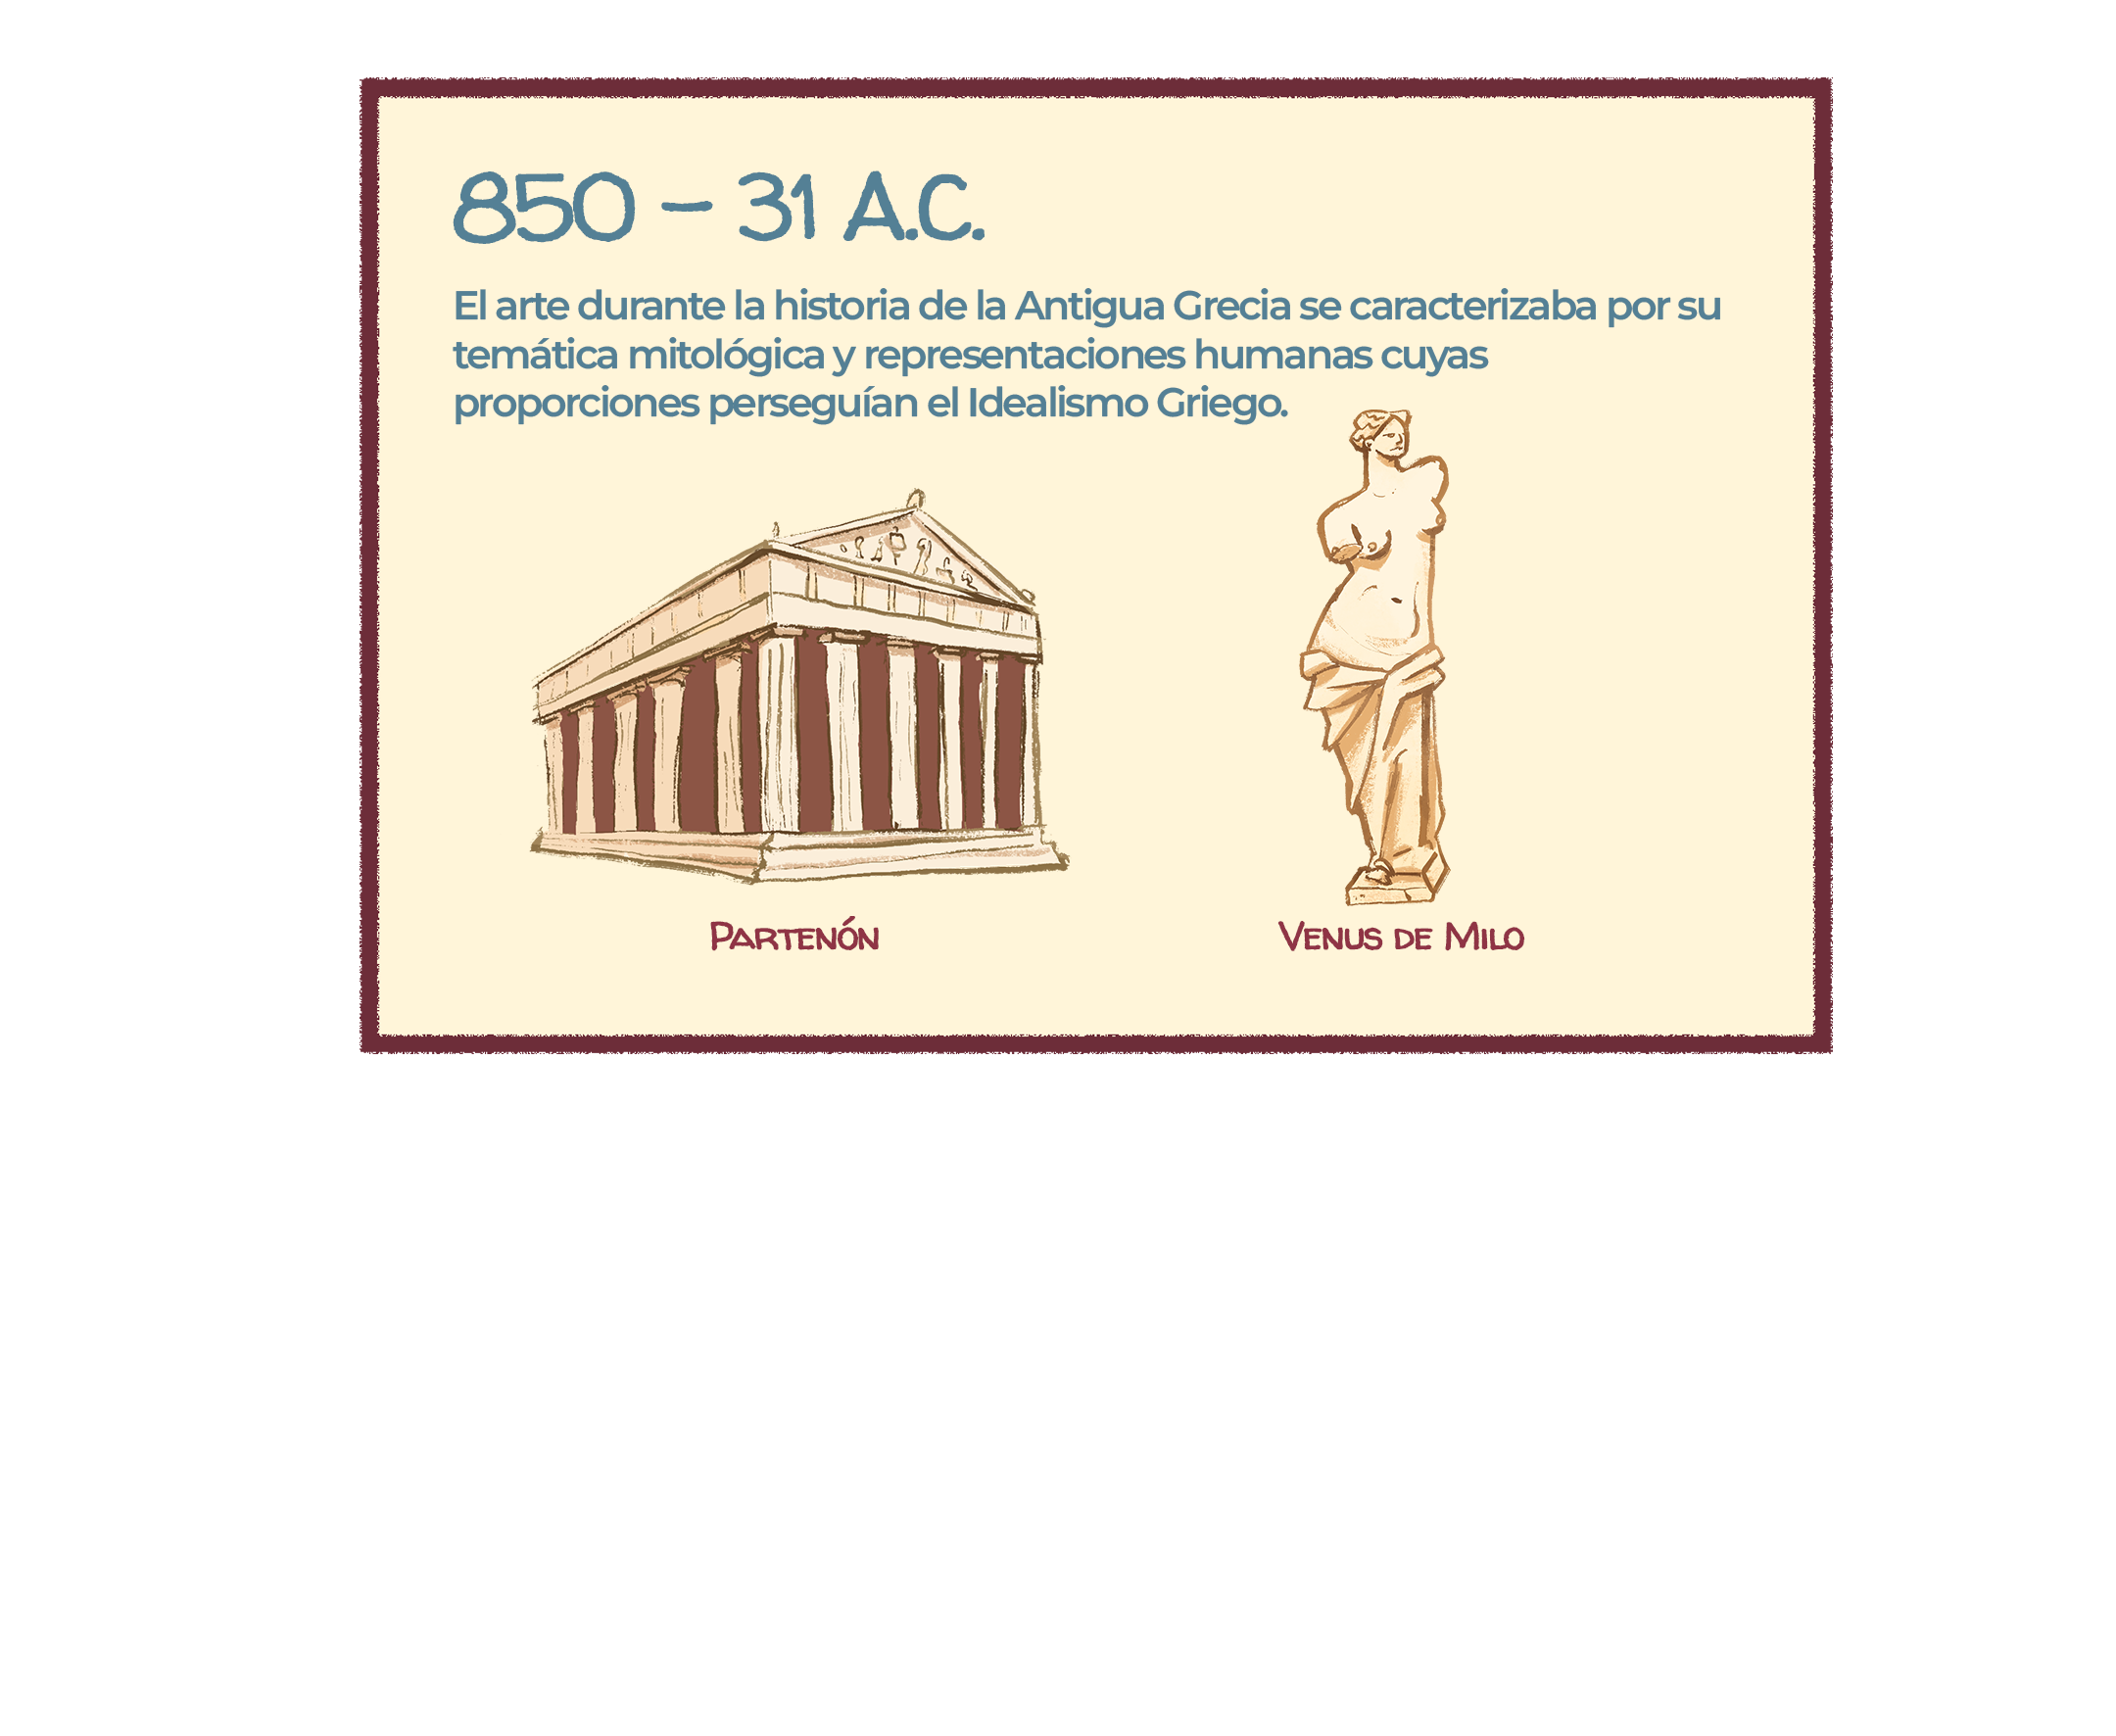 850 – 31 A.C.
El arte durante la historia de la Antigua Grecia se caracterizaba por su
temática mitológica y representaciones humanas cuyas
proporciones perseguían el Idealismo Griego.
Partenón
Venus de Milo